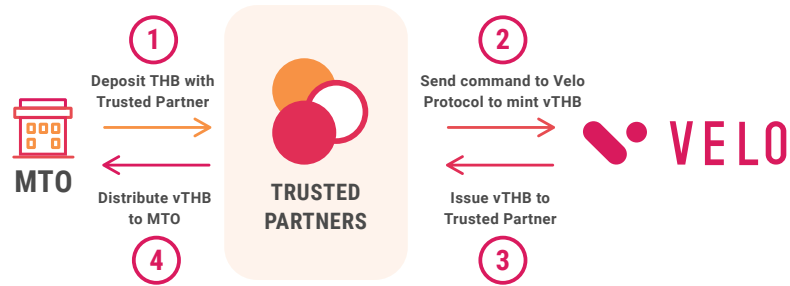 1
Deposit THB with
Trusted Partner
2
Send command to Velo
Protocol to mint vTHB
MTO
Distribute vTHB
to MTO
4
TRUSTED
PARTNERS
VELO
Issue vTHB to
Trusted Partner
3